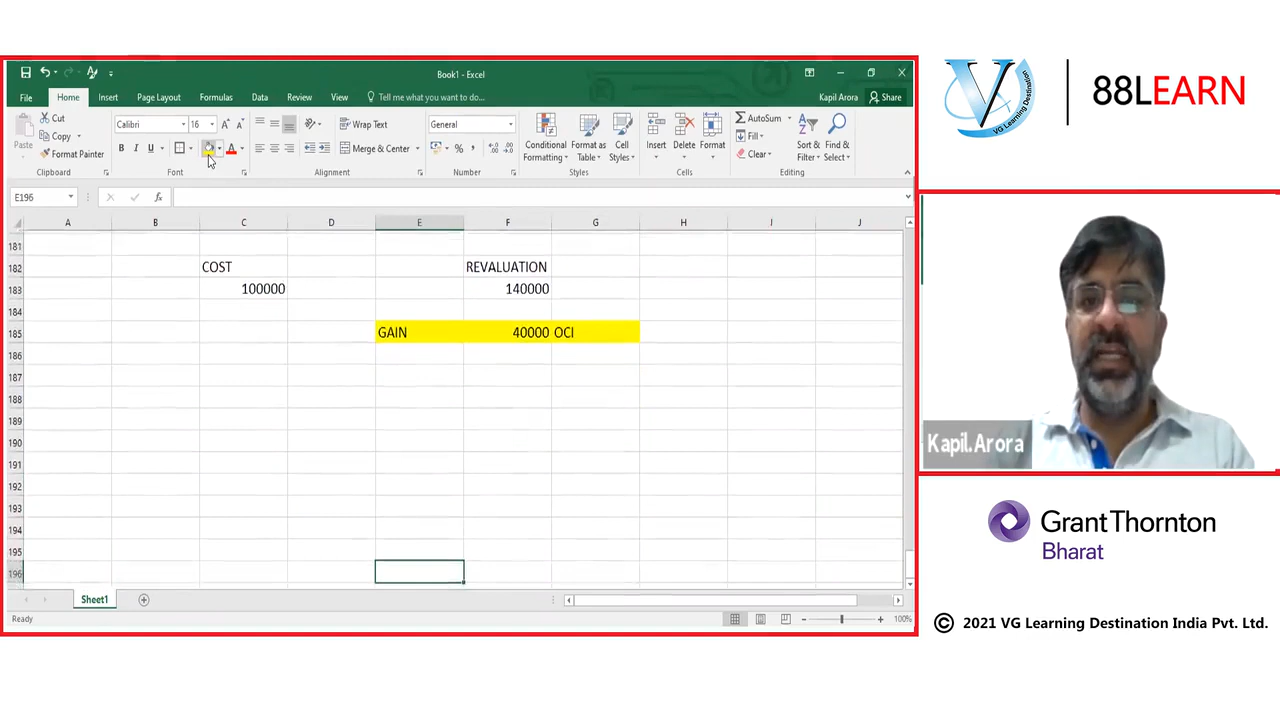 Book1 - Excel
File Home Insert Page Layout Formulas Data Review View Tell me what you want to do... Kapil Arora Share
Paste
Cut
Copy
Format Painter
Clipboard
Calibri 16
B I U
Font
Wrap Text
Merge & Center
Alignment
General
%
Number
Conditional Formatting
Format as Table
Cell Styles
Styles
Insert Delete Format
Cells
AutoSum
Fill
Clear
Sort & Filter
Find & Select
Editing
E196 fx
A B C D E F G H I J
181
182 COST REVALUATION
183 100000 140000
184
185 GAIN 40000 OCI
186
187
188
189
190
191
192
193
194
195
196
Sheet1
Ready 100%
VG Learning Destination
88LEARN
Kapil.Arora
Grant Thornton
Bharat
© 2021 VG Learning Destination India Pvt. Ltd.